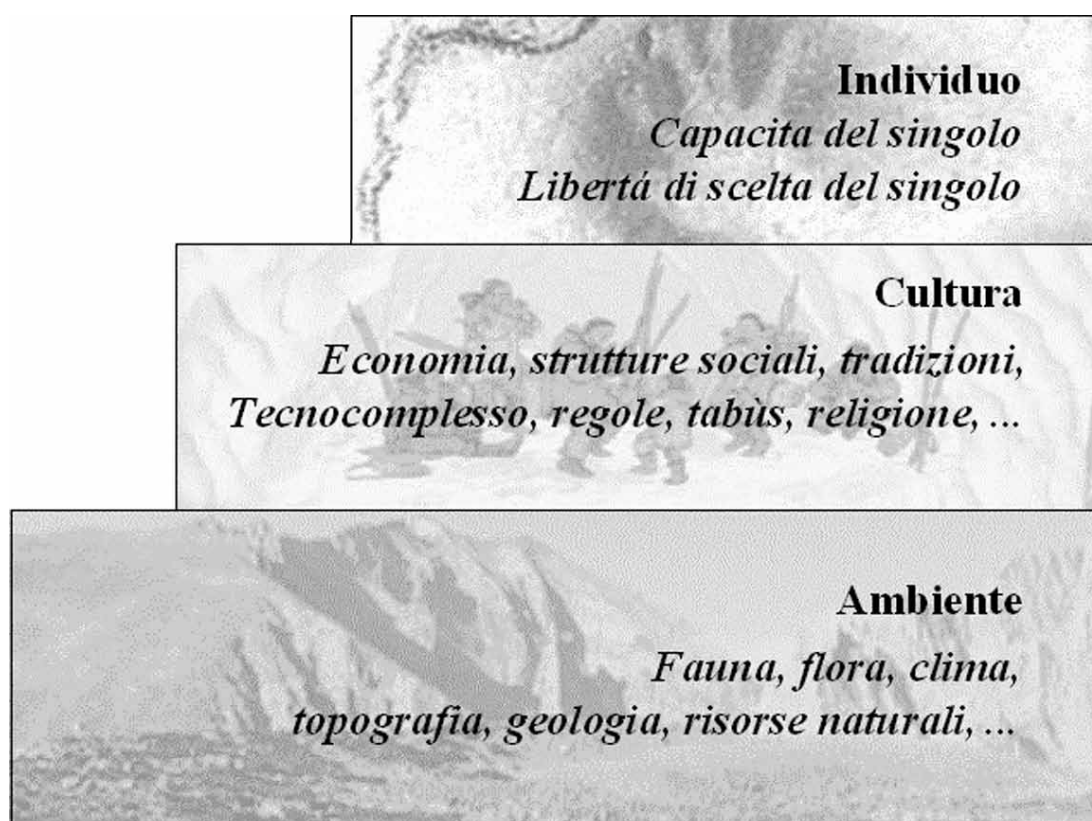 Individuo
Capacita del singolo
Libertá di scelta del singolo
Cultura
Economia, strutture sociali, tradizioni,
Tecnocomplesso, regole, tabùs, religione, ...
Ambiente
Fauna, flora, clima,
topografia, geologia, risorse naturali, ...